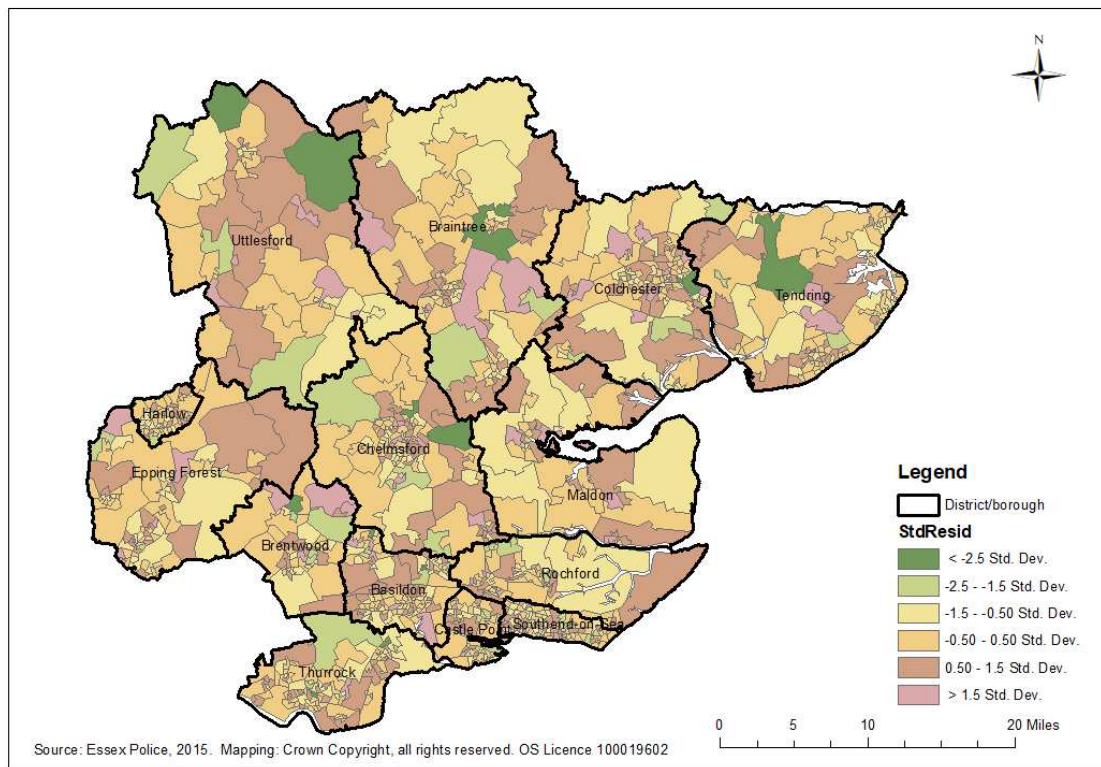 N
Uttlesford
Braintree
Colchester
Tendring
Harlow
Chelmsford
Epping Forest
Maldon
Brentwood
Rochford
Basildon
Castle Point
Southend-on-Sea
Thurrock
Legend
District/borough
StdResid
< -2.5 Std. Dev.
-2.5 - -1.5 Std. Dev.
-1.5 - -0.50 Std. Dev.
-0.50 - 0.50 Std. Dev.
0.50 - 1.5 Std. Dev.
> 1.5 Std. Dev.
0 5 10 20 Miles
Source: Essex Police, 2015. Mapping: Crown Copyright, all rights reserved. OS Licence 100019602